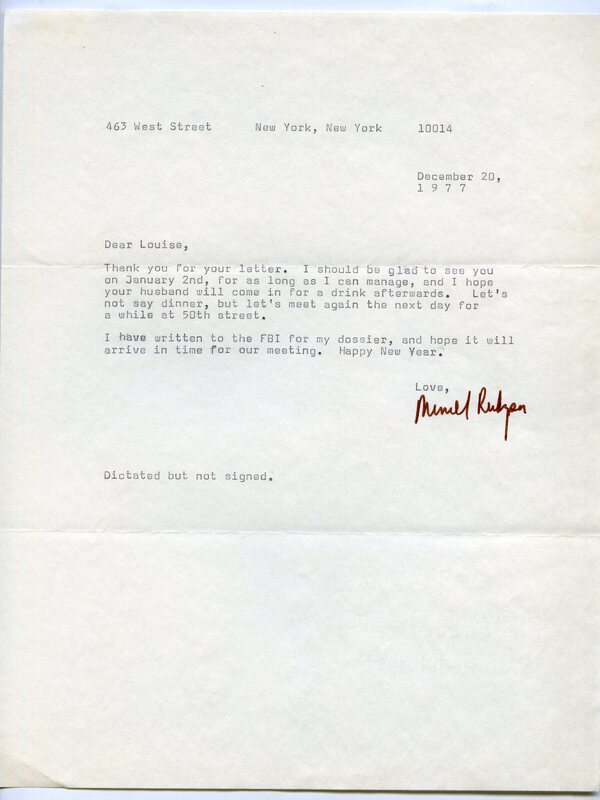 463 West Street New York, New York 10014
December 20,
1 9 7 7
Dear Louise,
Thank you for your letter. I should be glad to see you
on January 2nd, for as long as I can manage, and I hope
your husband will come in for a drink afterwards. Let's
not say dinner, but let's meet again the next day for
a while at 50th street.
I have written to the FBI for my dossier, and hope it will
arrive in time for our meeting. Happy New Year.
Love,
Muriel Rukeyser
Dictated but not signed.